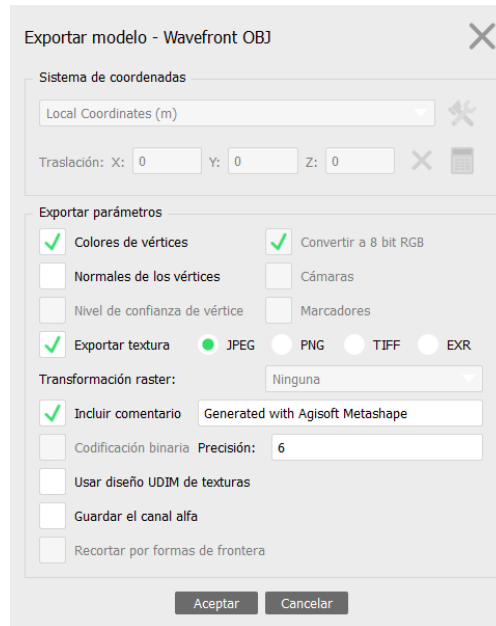 Exportar modelo - Wavefront OBJ
Sistema de coordenadas
Local Coordinates (m)
Traslación: X: 0 Y: 0 Z: 0
Exportar parámetros
Colores de vértices Convertir a 8 bit RGB
Normales de los vértices Cámaras
Nivel de confianza de vértice Marcadores
Exportar textura JPEG PNG TIFF EXR
Transformación raster: Ninguna
Incluir comentario Generated with Agisoft Metashape
Codificación binaria Precisión: 6
Usar diseño UDIM de texturas
Guardar el canal alfa
Recortar por formas de frontera
Aceptar Cancelar